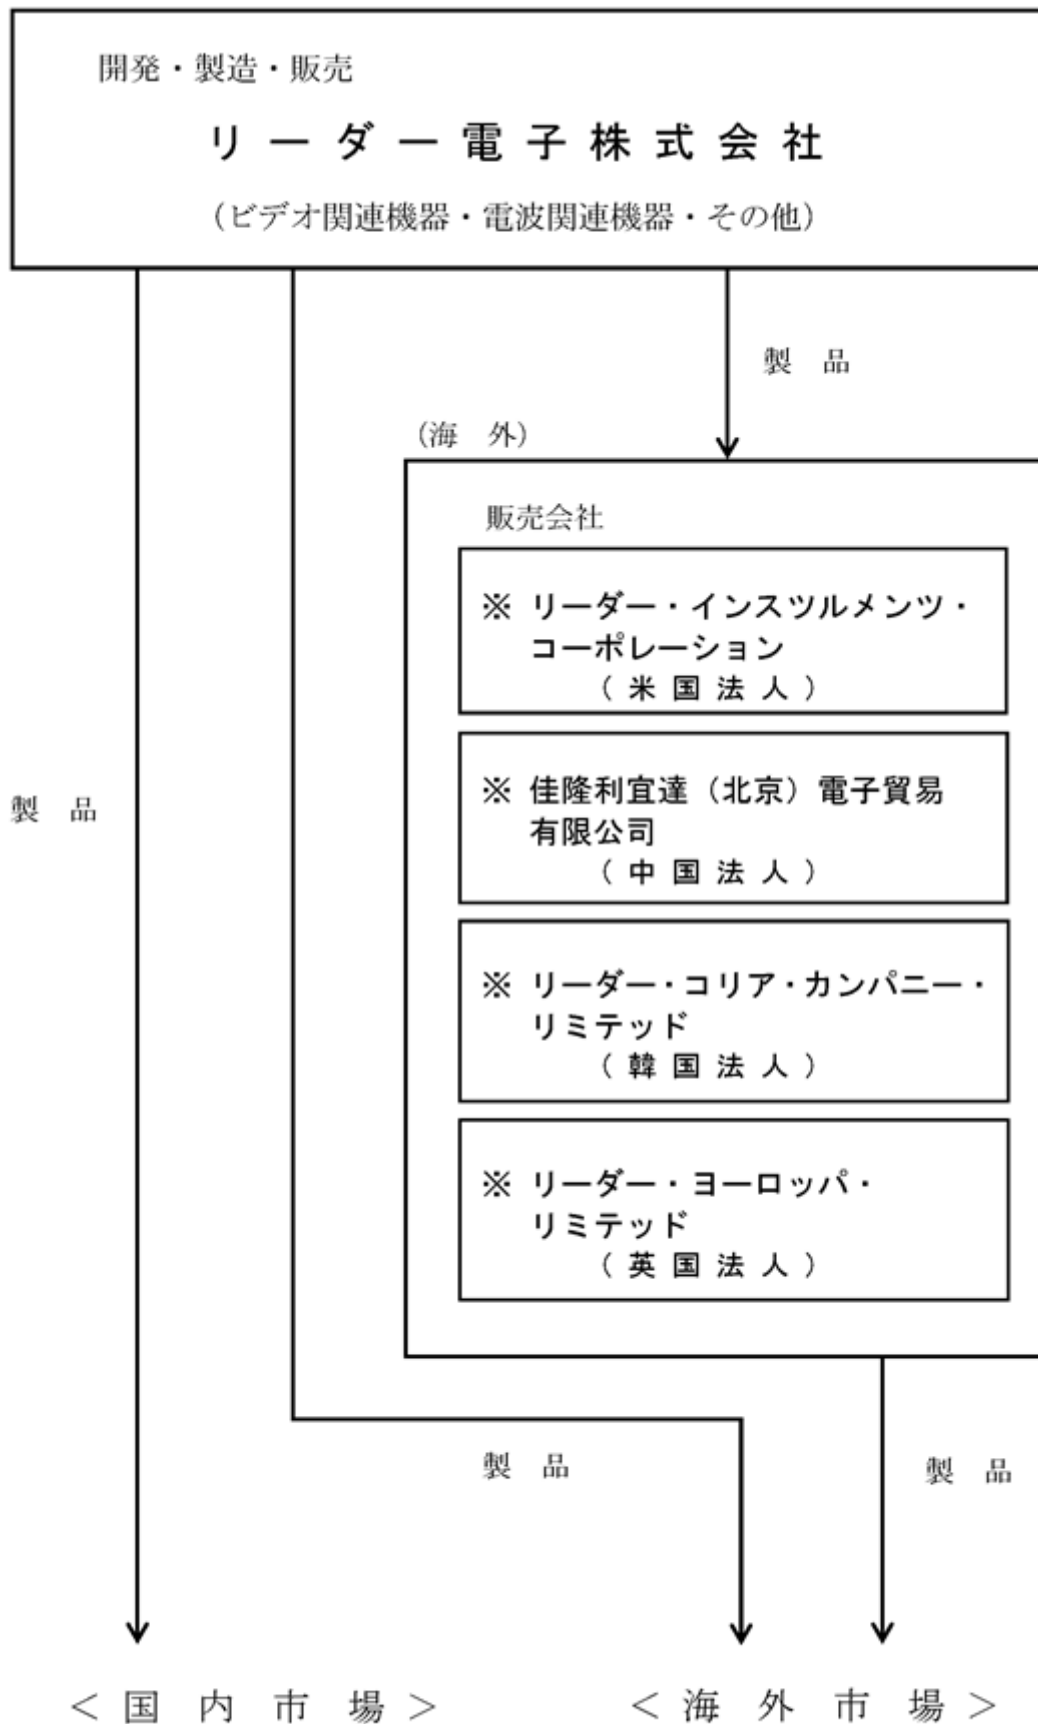 開発・製造・販売
リーダー電子株式会社
（ビデオ関連機器・電波関連機器・その他）
製　品
（海　外）
販売会社
※ リーダー・インスツルメンツ・
コーポレーション
（米国法人）
※ 佳隆利宜達（北京）電子貿易
有限公司
（中国法人）
製　品
※ リーダー・コリア・カンパニー・
リミテッド
（韓国法人）
※ リーダー・ヨーロッパ・
リミテッド
（英国法人）
製　品
製　品
＜国内市場＞
＜海外市場＞